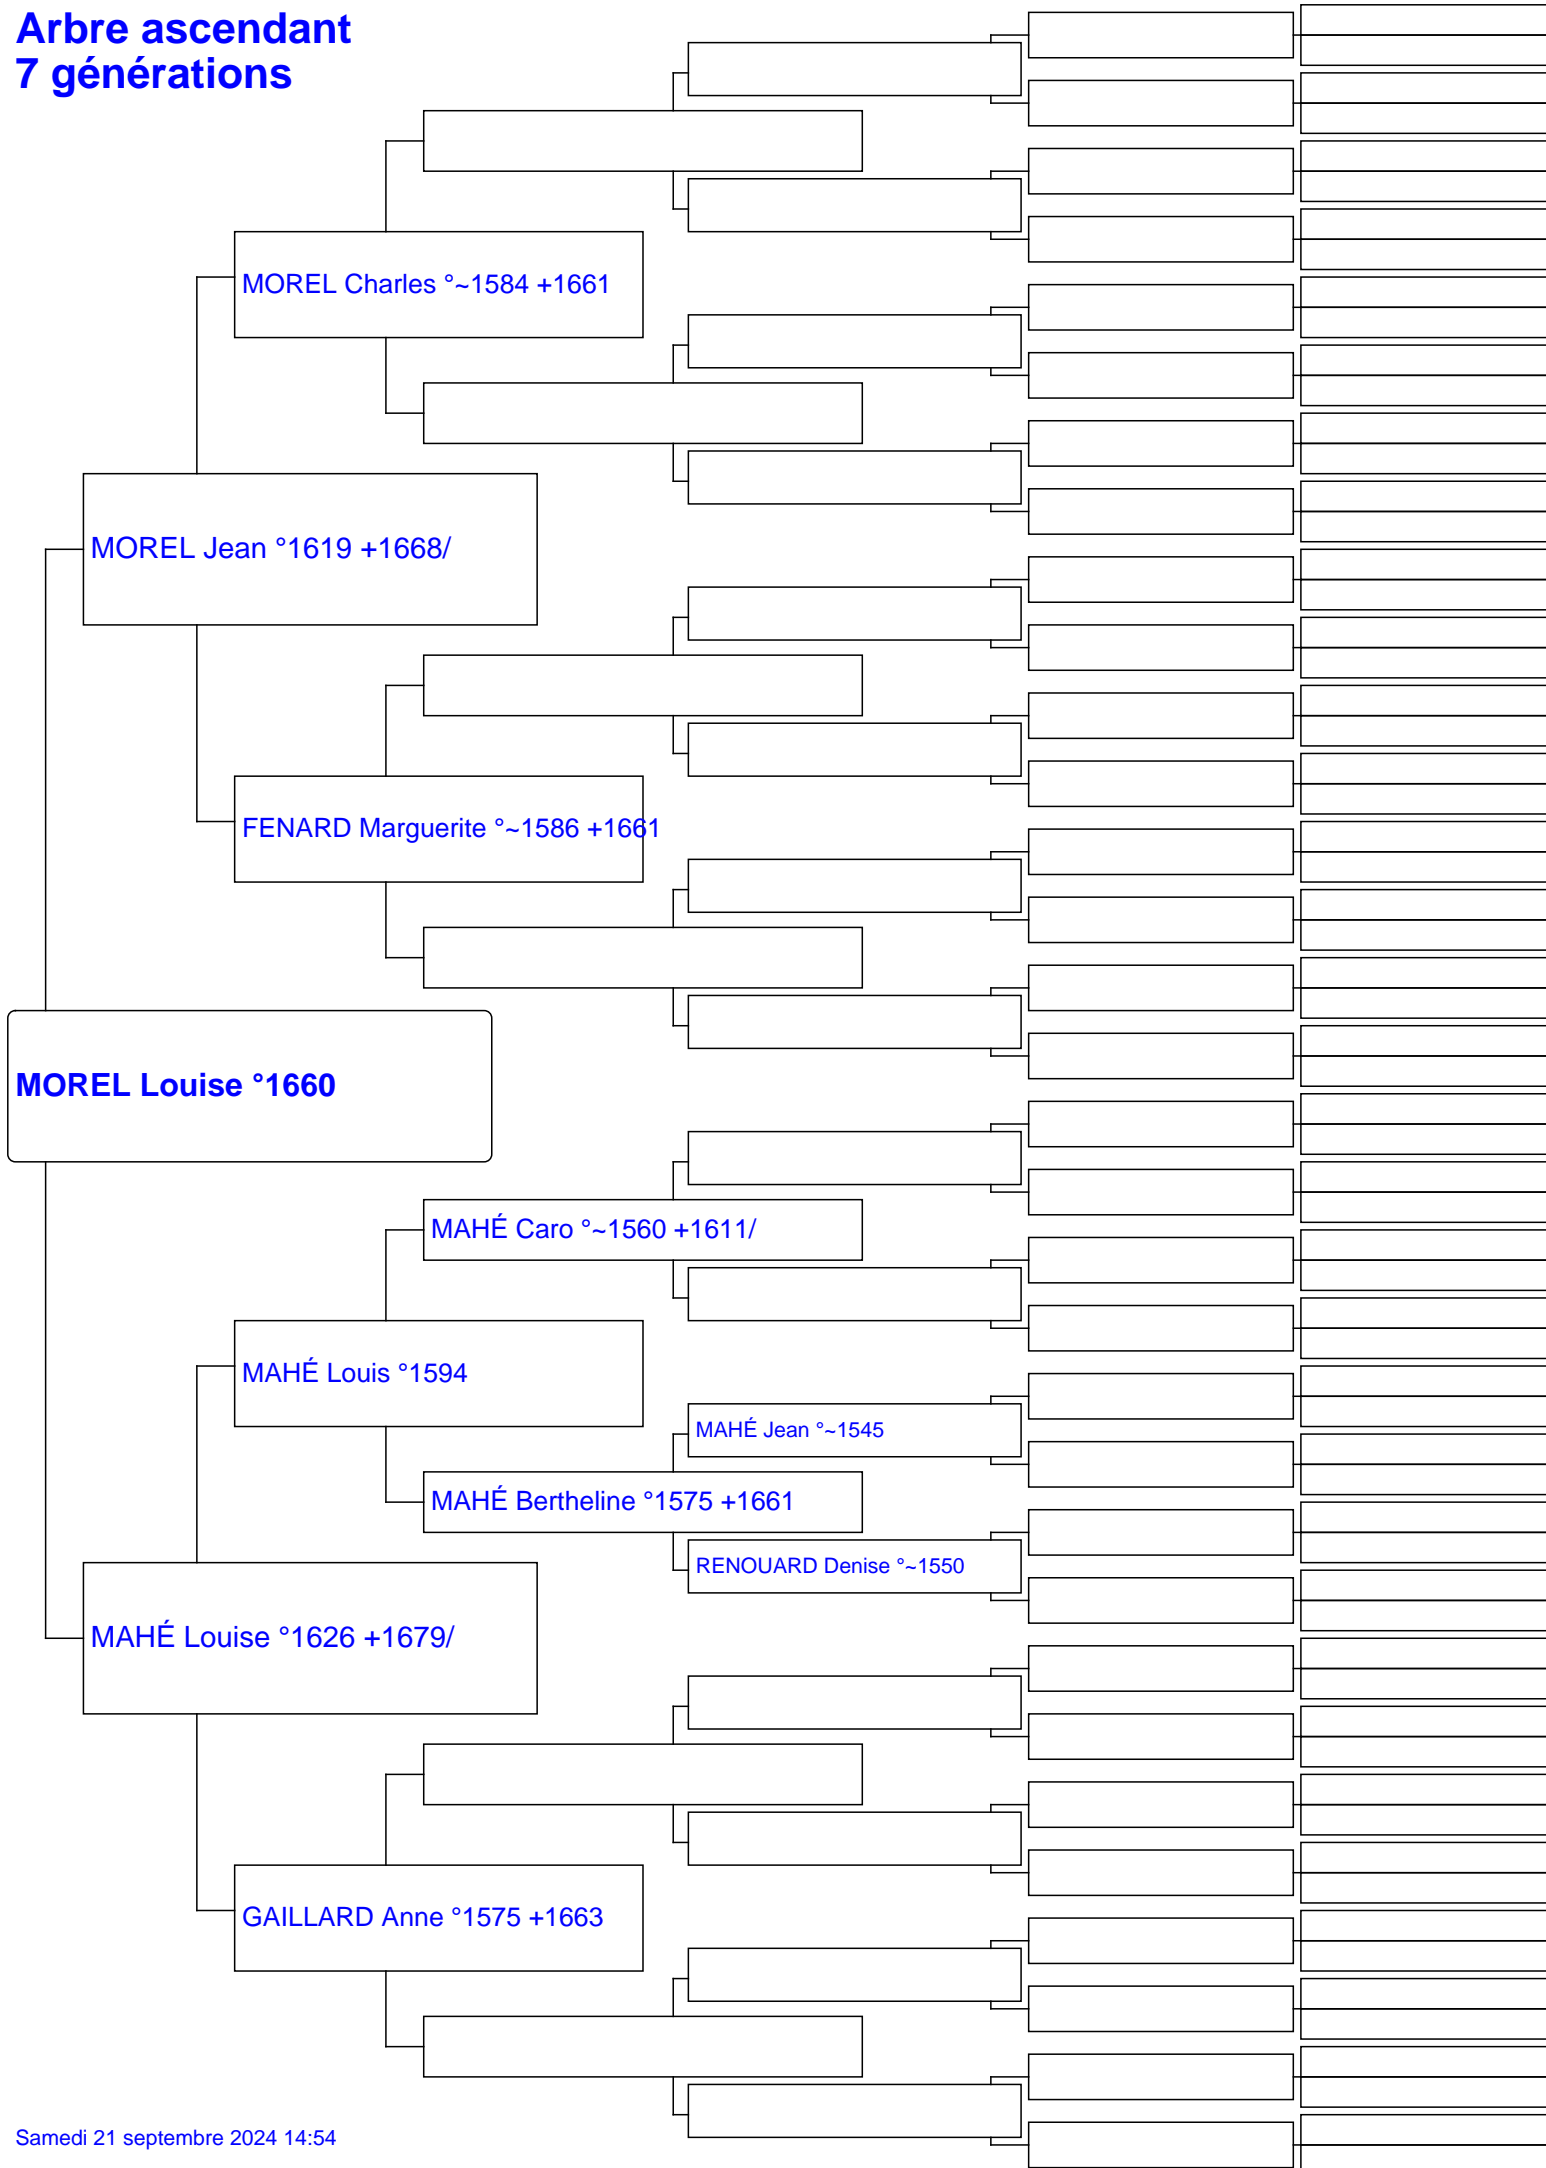 Arbre ascendant
7 générations
MOREL Charles °~1584 +1661
MOREL Jean °1619 +1668/
FENARD Marguerite °~1586 +1661
MOREL Louise °1660
MAHÉ Caro °~1560 +1611/
MAHÉ Louis °1594
MAHÉ Jean °~1545
MAHÉ Bertheline °1575 +1661
RENOUARD Denise °~1550
MAHÉ Louise °1626 +1679/
GAILLARD Anne °1575 +1663
Samedi 21 septembre 2024 14:54